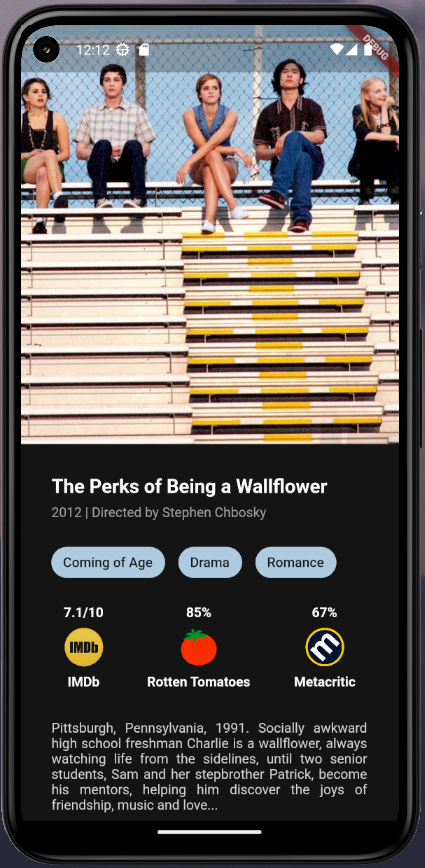 12:12
DEBUG
The Perks of Being a Wallflower
2012 | Directed by Stephen Chbosky
Coming of Age
Drama
Romance
7.1/10
85%
67%
IMDb
m
IMDb
Rotten Tomatoes
Metacritic
Pittsburgh, Pennsylvania, 1991. Socially awkward
high school freshman Charlie is a wallflower, always
watching life from the sidelines, until two senior
students, Sam and her stepbrother Patrick, become
his mentors, helping him discover the joys of
friendship, music and love...